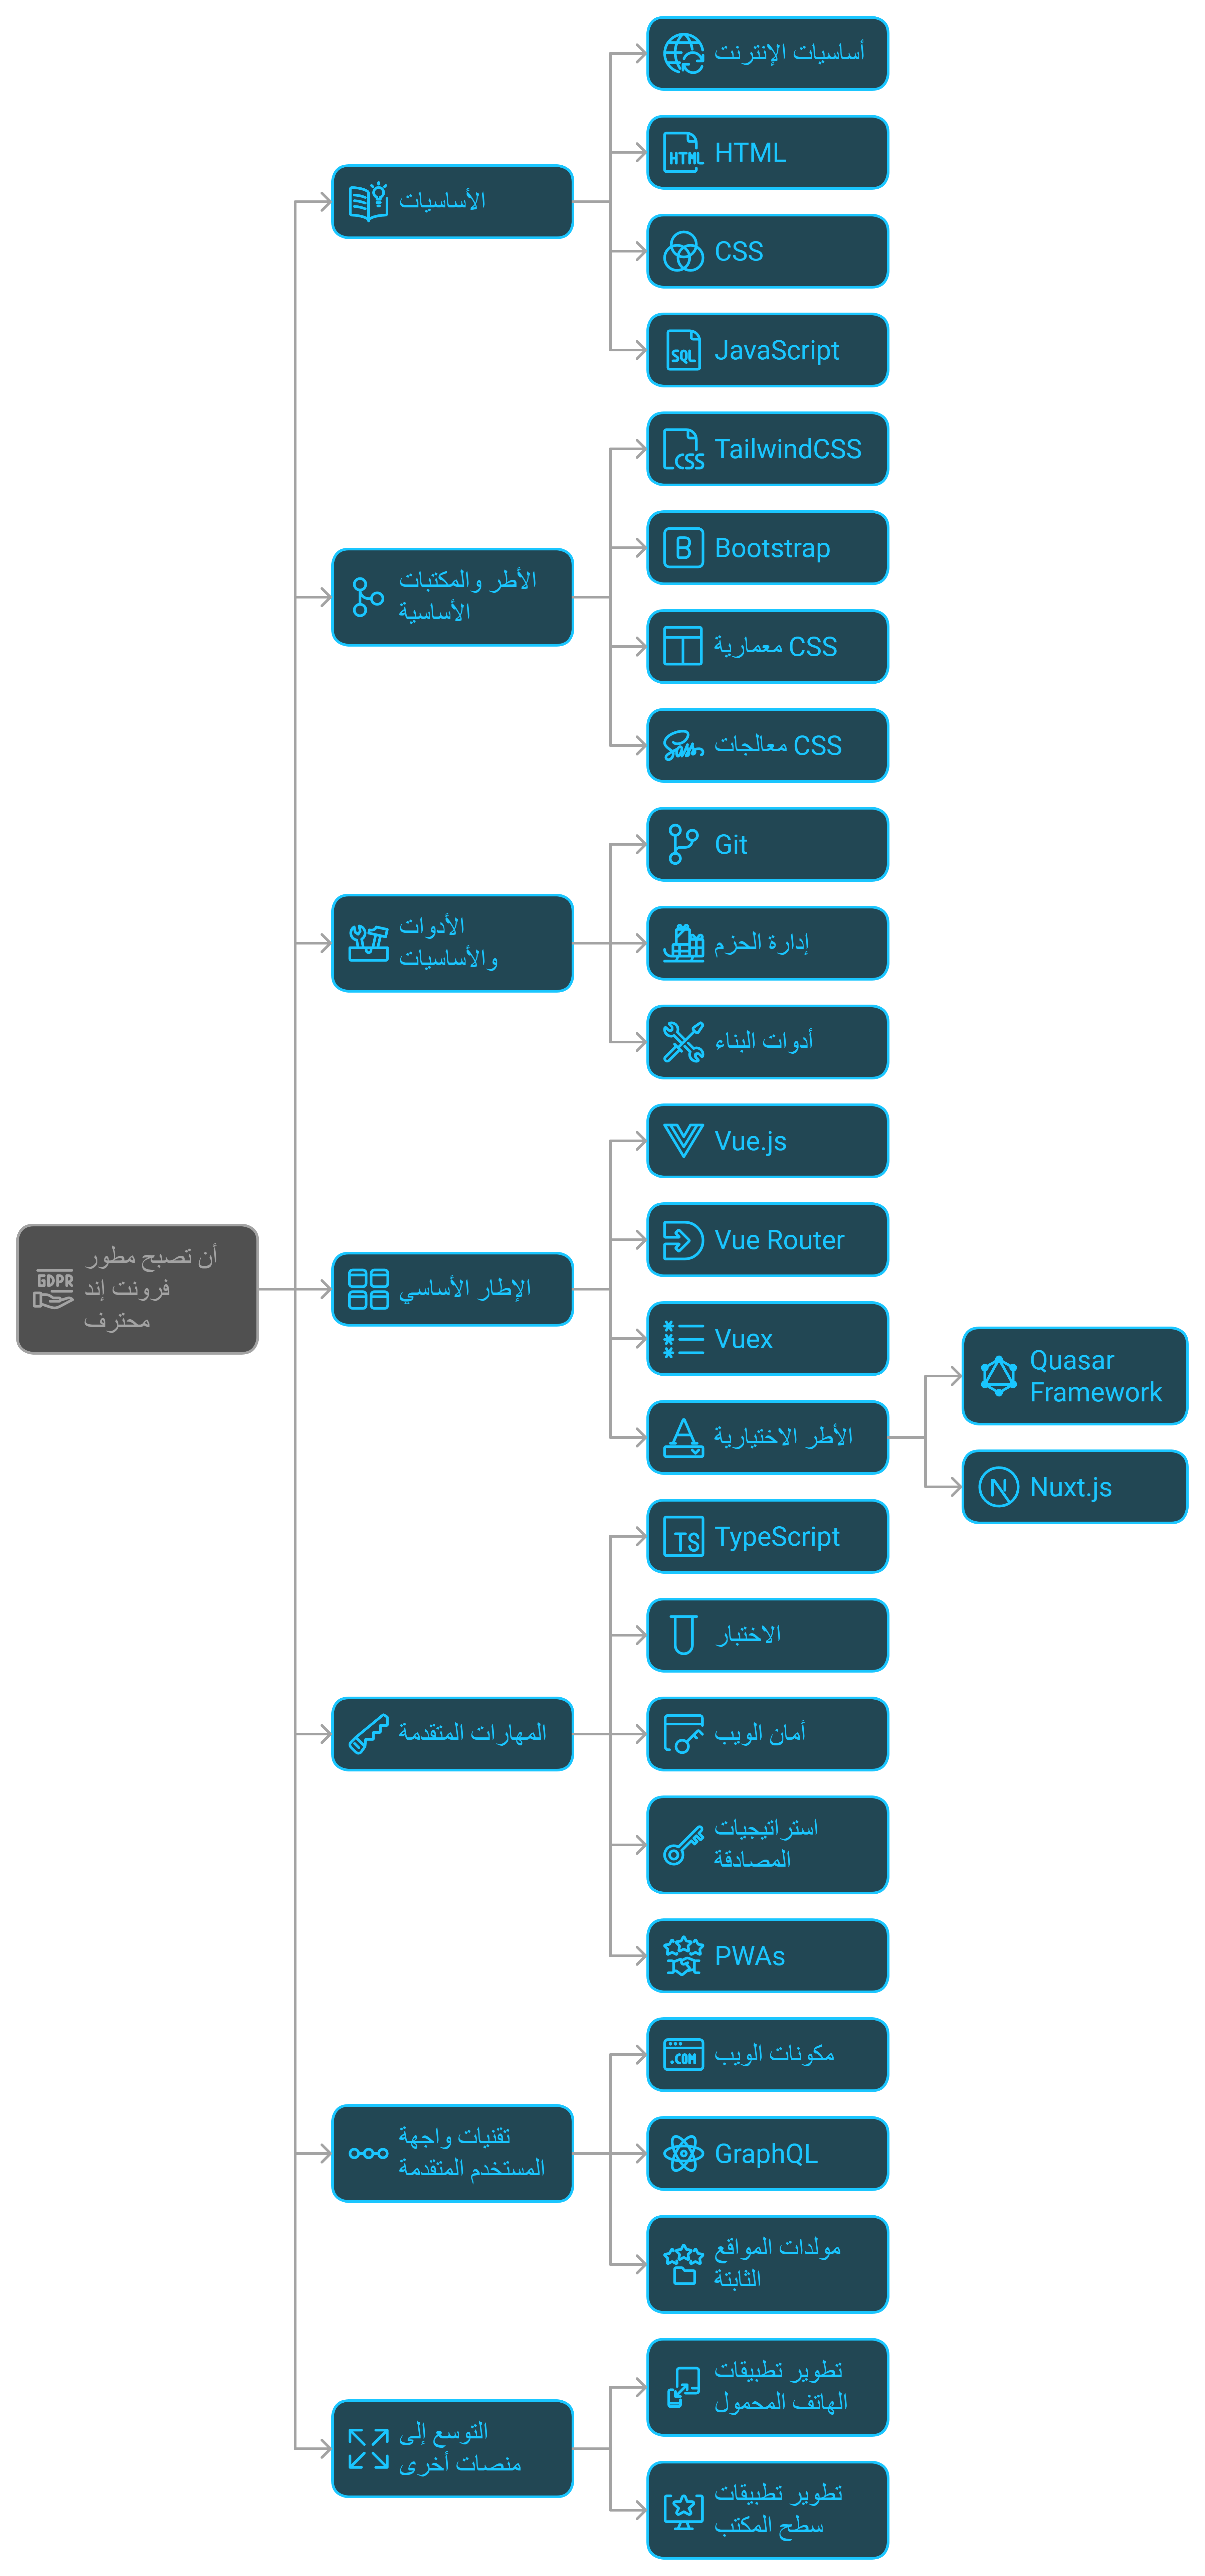 أن تصبح مطور
فرونت إند
محترف
GDPR
الأساسيات
أساسيات الإنترنت
HTML
HTML
CSS
SQL
JavaScript
الأطر والمكتبات
الأساسية
CSS
TailwindCSS
B
Bootstrap
معمارية CSS
Sass
معالجات CSS
الأدوات
والأساسيات
Git
إدارة الحزم
أدوات البناء
الإطار الأساسي
Vue.js
Vue Router
Vuex
A
الأطر الاختيارية
Quasar
Framework
N
Nuxt.js
المهارات المتقدمة
TS
TypeScript
الاختبار
أمان الويب
استراتيجيات
المصادقة
PWAs
تقنيات واجهة
المستخدم المتقدمة
.COM
مكونات الويب
GraphQL
مولدات المواقع
الثابتة
التوسع إلى
منصات أخرى
تطوير تطبيقات
الهاتف المحمول
تطوير تطبيقات
سطح المكتب